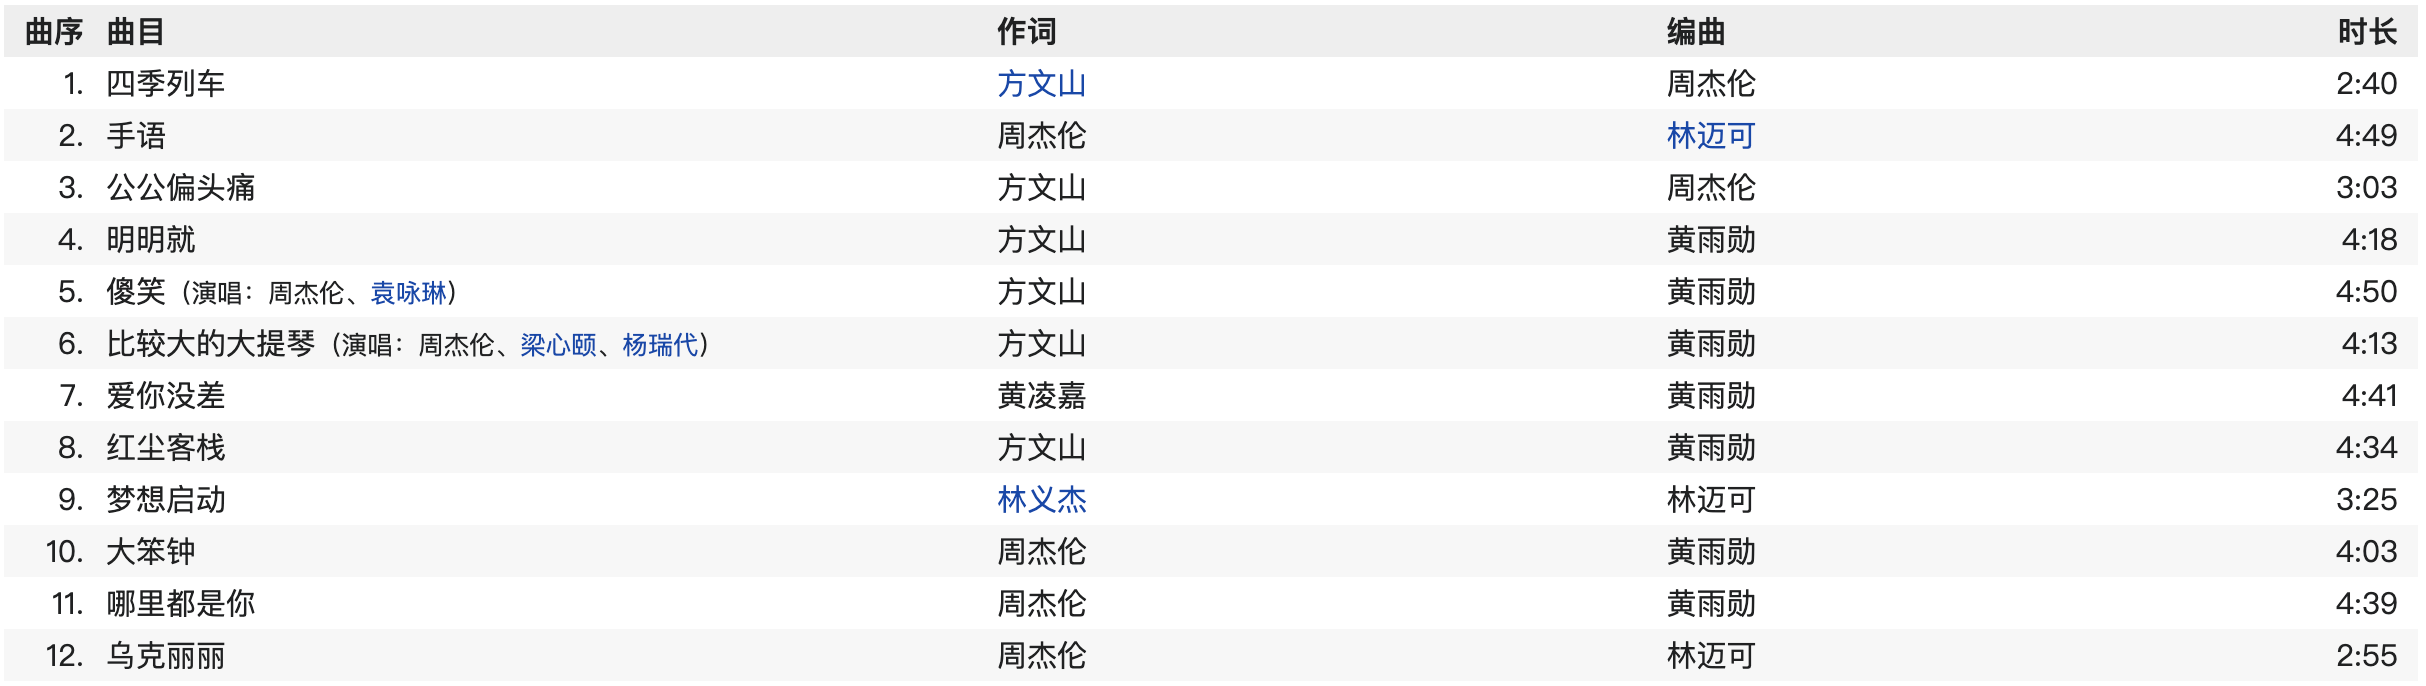 曲序 曲目 作词 编曲 时长
1. 四季列车 方文山 周杰伦 2:40
2. 手语 周杰伦 林迈可 4:49
3. 公公偏头痛 方文山 周杰伦 3:03
4. 明明就 方文山 黄雨勋 4:18
5. 傻笑（演唱：周杰伦、袁咏琳） 方文山 黄雨勋 4:50
6. 比较大的大提琴（演唱：周杰伦、梁心颐、杨瑞代） 方文山 黄雨勋 4:13
7. 爱你没差 黄凌嘉 黄雨勋 4:41
8. 红尘客栈 方文山 黄雨勋 4:34
9. 梦想启动 林义杰 林迈可 3:25
10. 大笨钟 周杰伦 黄雨勋 4:03
11. 哪里都是你 周杰伦 黄雨勋 4:39
12. 乌克丽丽 周杰伦 林迈可 2:55